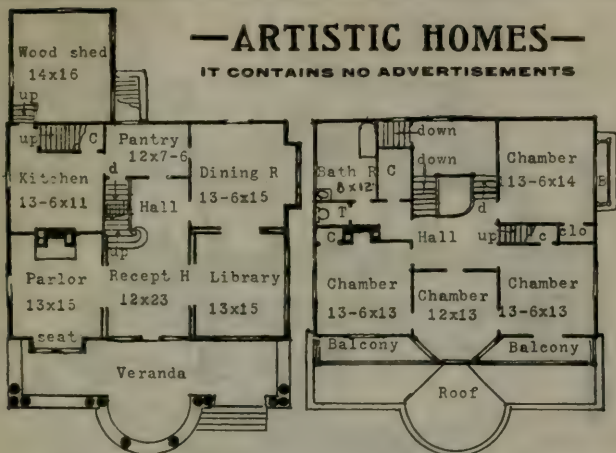 —ARTISTIC HOMES—
IT CONTAINS NO ADVERTISEMENTS
Wood shed
14x16
up
up
C
Pantry
12x7-6
Dining R
13-6x15
Kitchen
13-6x11
d
Hall
up
Parlor
13x15
Recept H
12x23
Library
13x15
seat
Veranda
down
down
Bath R
8x12
C
Chamber
13-6x14
B
T
d
C
Hall
up
c
clo
Chamber
13-6x13
Chamber
12x13
Chamber
13-6x13
Balcony
Balcony
Roof